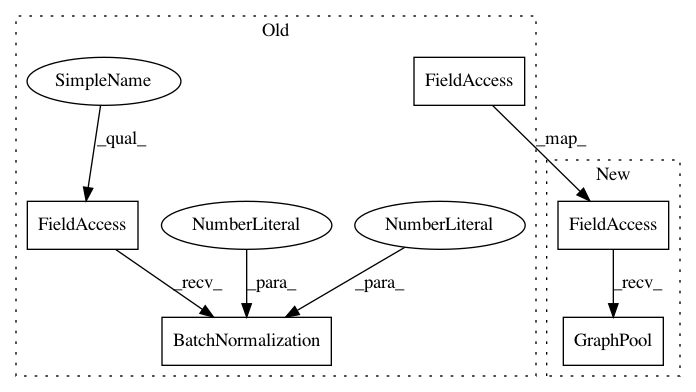 Old
SimpleName
FieldAccess
_qual_
_map_
New
FieldAccess
NumberLiteral
NumberLiteral
FieldAccess
_recv_
_para_
_para_
_recv_
BatchNormalization
GraphPool